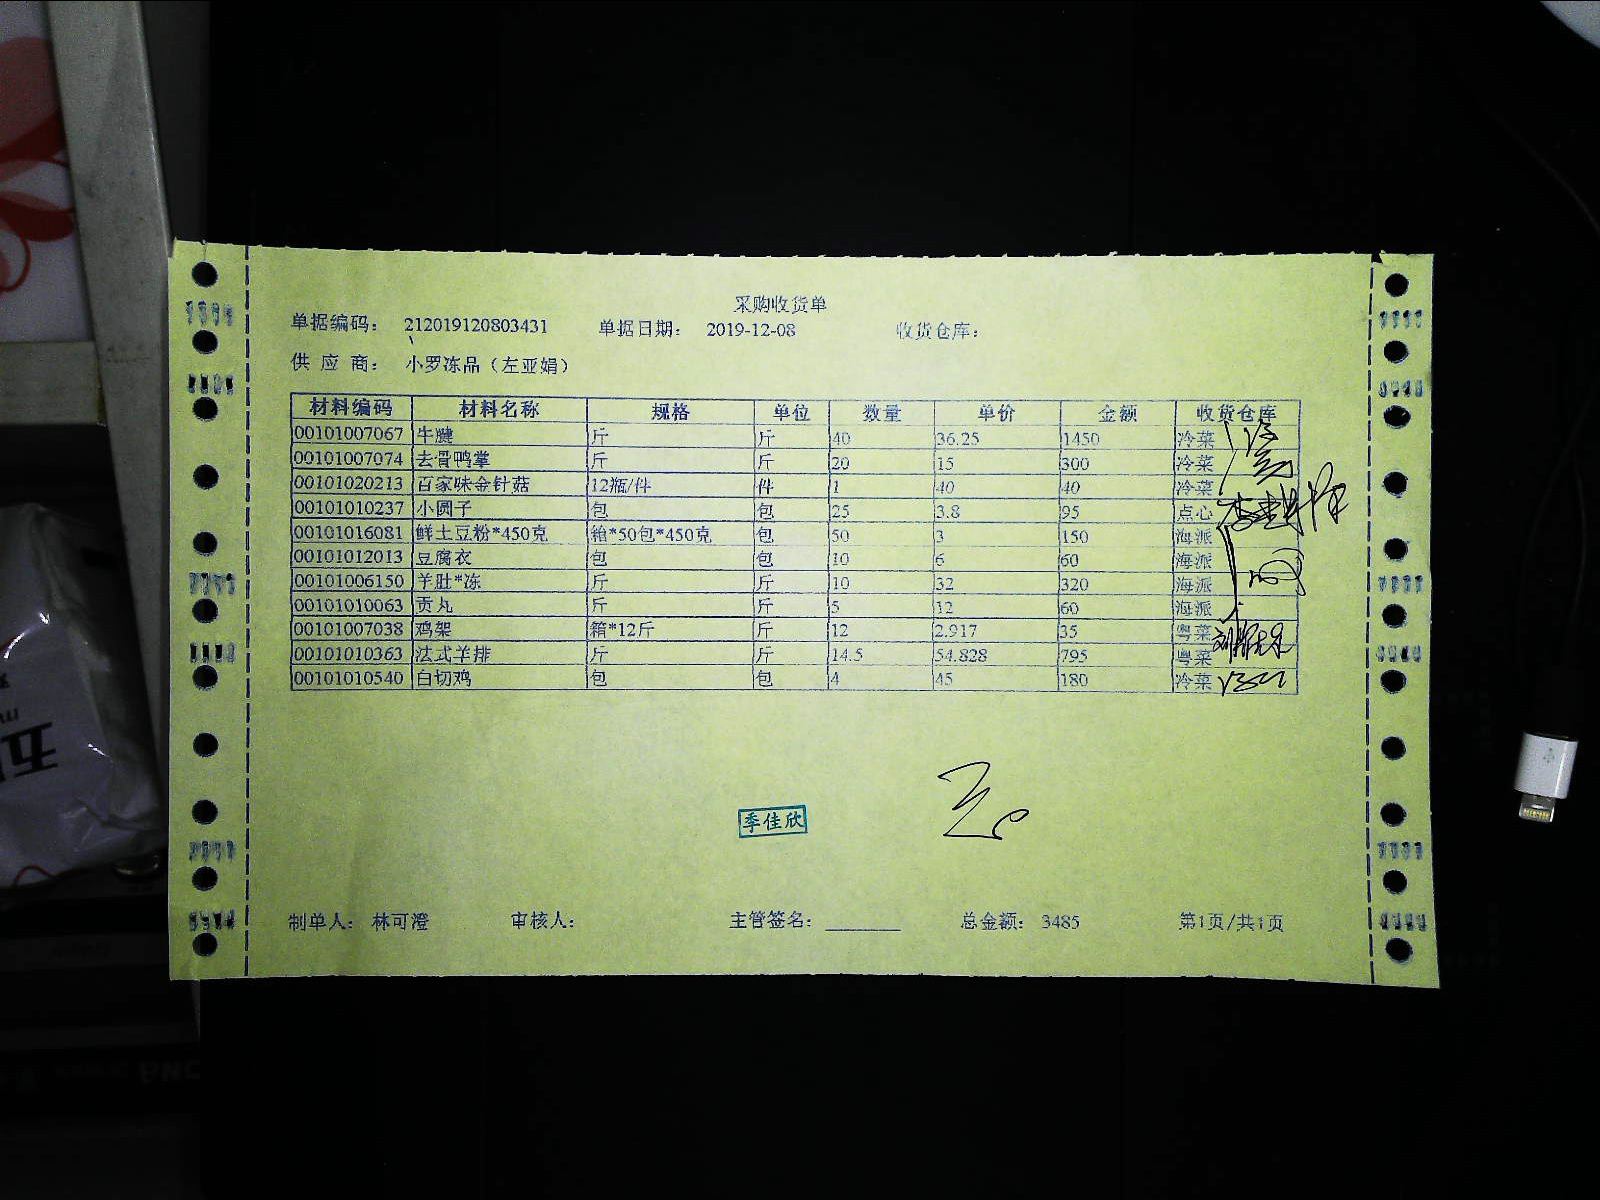 采购收货单
单据编码： 212019120803431 单据日期： 2019-12-08 收货仓库：
供 应 商： 小罗冻品（左亚娟）
材料编码 材料名称 规格 单位 数量 单价 金额 收货仓库
00101007067 牛腱 斤 斤 40 36.25 1450 冷菜
00101007074 去骨鸭掌 斤 斤 20 15 300 冷菜
00101020213 百家味金针菇 12瓶/件 件 1 40 40 冷菜
00101010237 小圆子 包 包 25 3.8 95 点心
00101016081 鲜土豆粉*450克 箱*50包*450克 包 50 3 150 海派
00101012013 豆腐衣 包 包 10 6 60 海派
00101006150 羊肚*冻 斤 斤 10 32 320 海派
00101010063 贡丸 斤 斤 5 12 60 海派
00101007038 鸡架 箱*12斤 斤 12 2.917 35 粤菜
00101010363 法式羊排 斤 斤 14.5 54.828 795 粤菜
00101010540 白切鸡 包 包 4 45 180 冷菜
季佳欣
制单人： 林可澄 审核人： 主管签名： 总金额： 3485 第1页/共1页
五